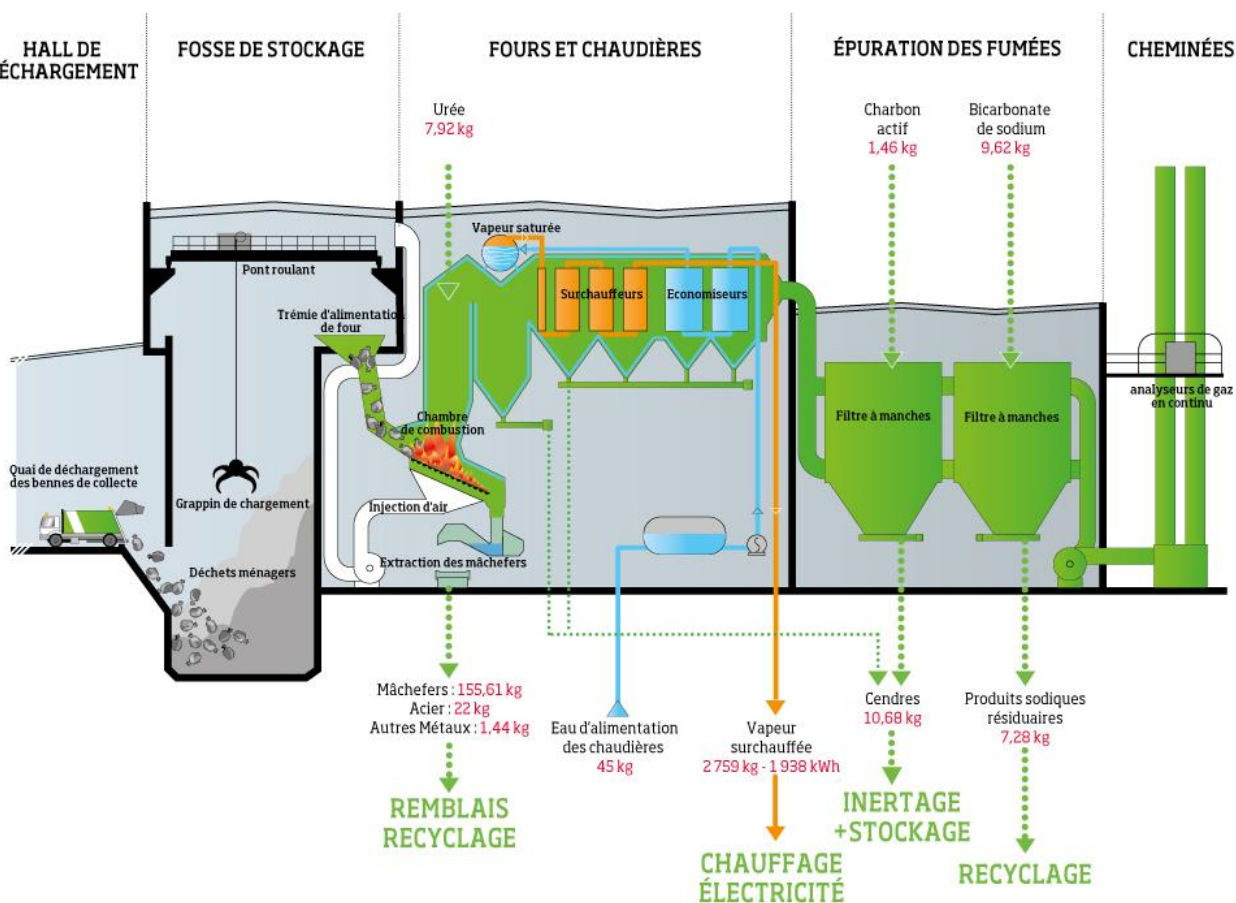 HALL DE
ÉCHARGEMENT
FOSSE DE STOCKAGE
FOURS ET CHAUDIÈRES
ÉPURATION DES FUMÉES
CHEMINÉES
Urée
7,92 kg
Charbon
actif
1,46 kg
Bicarbonate
de sodium
9,62 kg
Vapeur saturée
Pont roulant
Surchauffeurs
Economiseurs
Trémie d'alimentation
de four
Chambre
de combustion
Filtre à manches
Filtre à manches
analyseurs de gaz
en continu
Quai de déchargement
des bennes de collecte
Grappin de chargement
Injection d'air
Déchets ménagers
Extraction des mâchefers
Mâchefers : 155,61 kg
Acier : 22 kg
Autres Métaux : 1,44 kg
Eau d'alimentation
des chaudières
45 kg
Vapeur
surchauffée
2 759 kg - 1 938 kWh
Cendres
10,68 kg
Produits sodiques
résiduaires
7,28 kg
REMBLAIS
RECYCLAGE
CHAUFFAGE
ÉLECTRICITÉ
INERTAGE
+STOCKAGE
RECYCLAGE